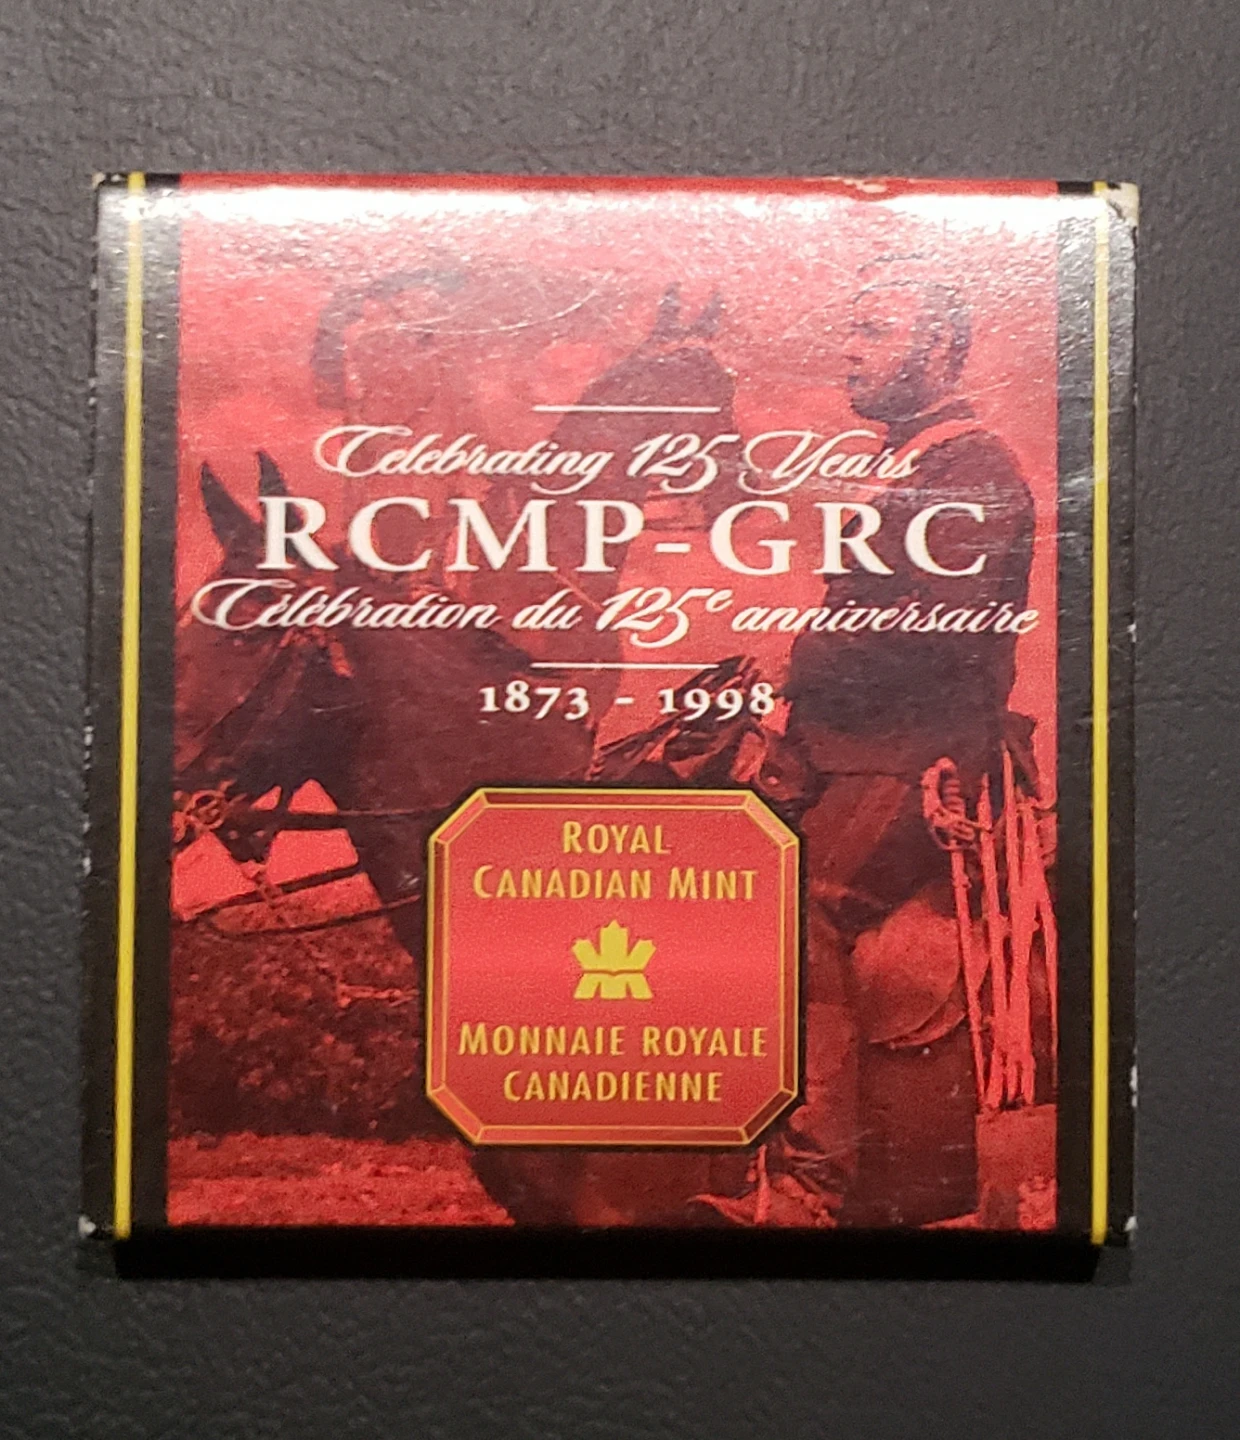 Celebrating 125 Years
RCMP-GRC
Célébration du 125e anniversaire
1873 - 1998
ROYAL
CANADIAN MINT
MONNAIE ROYALE
CANADIENNE